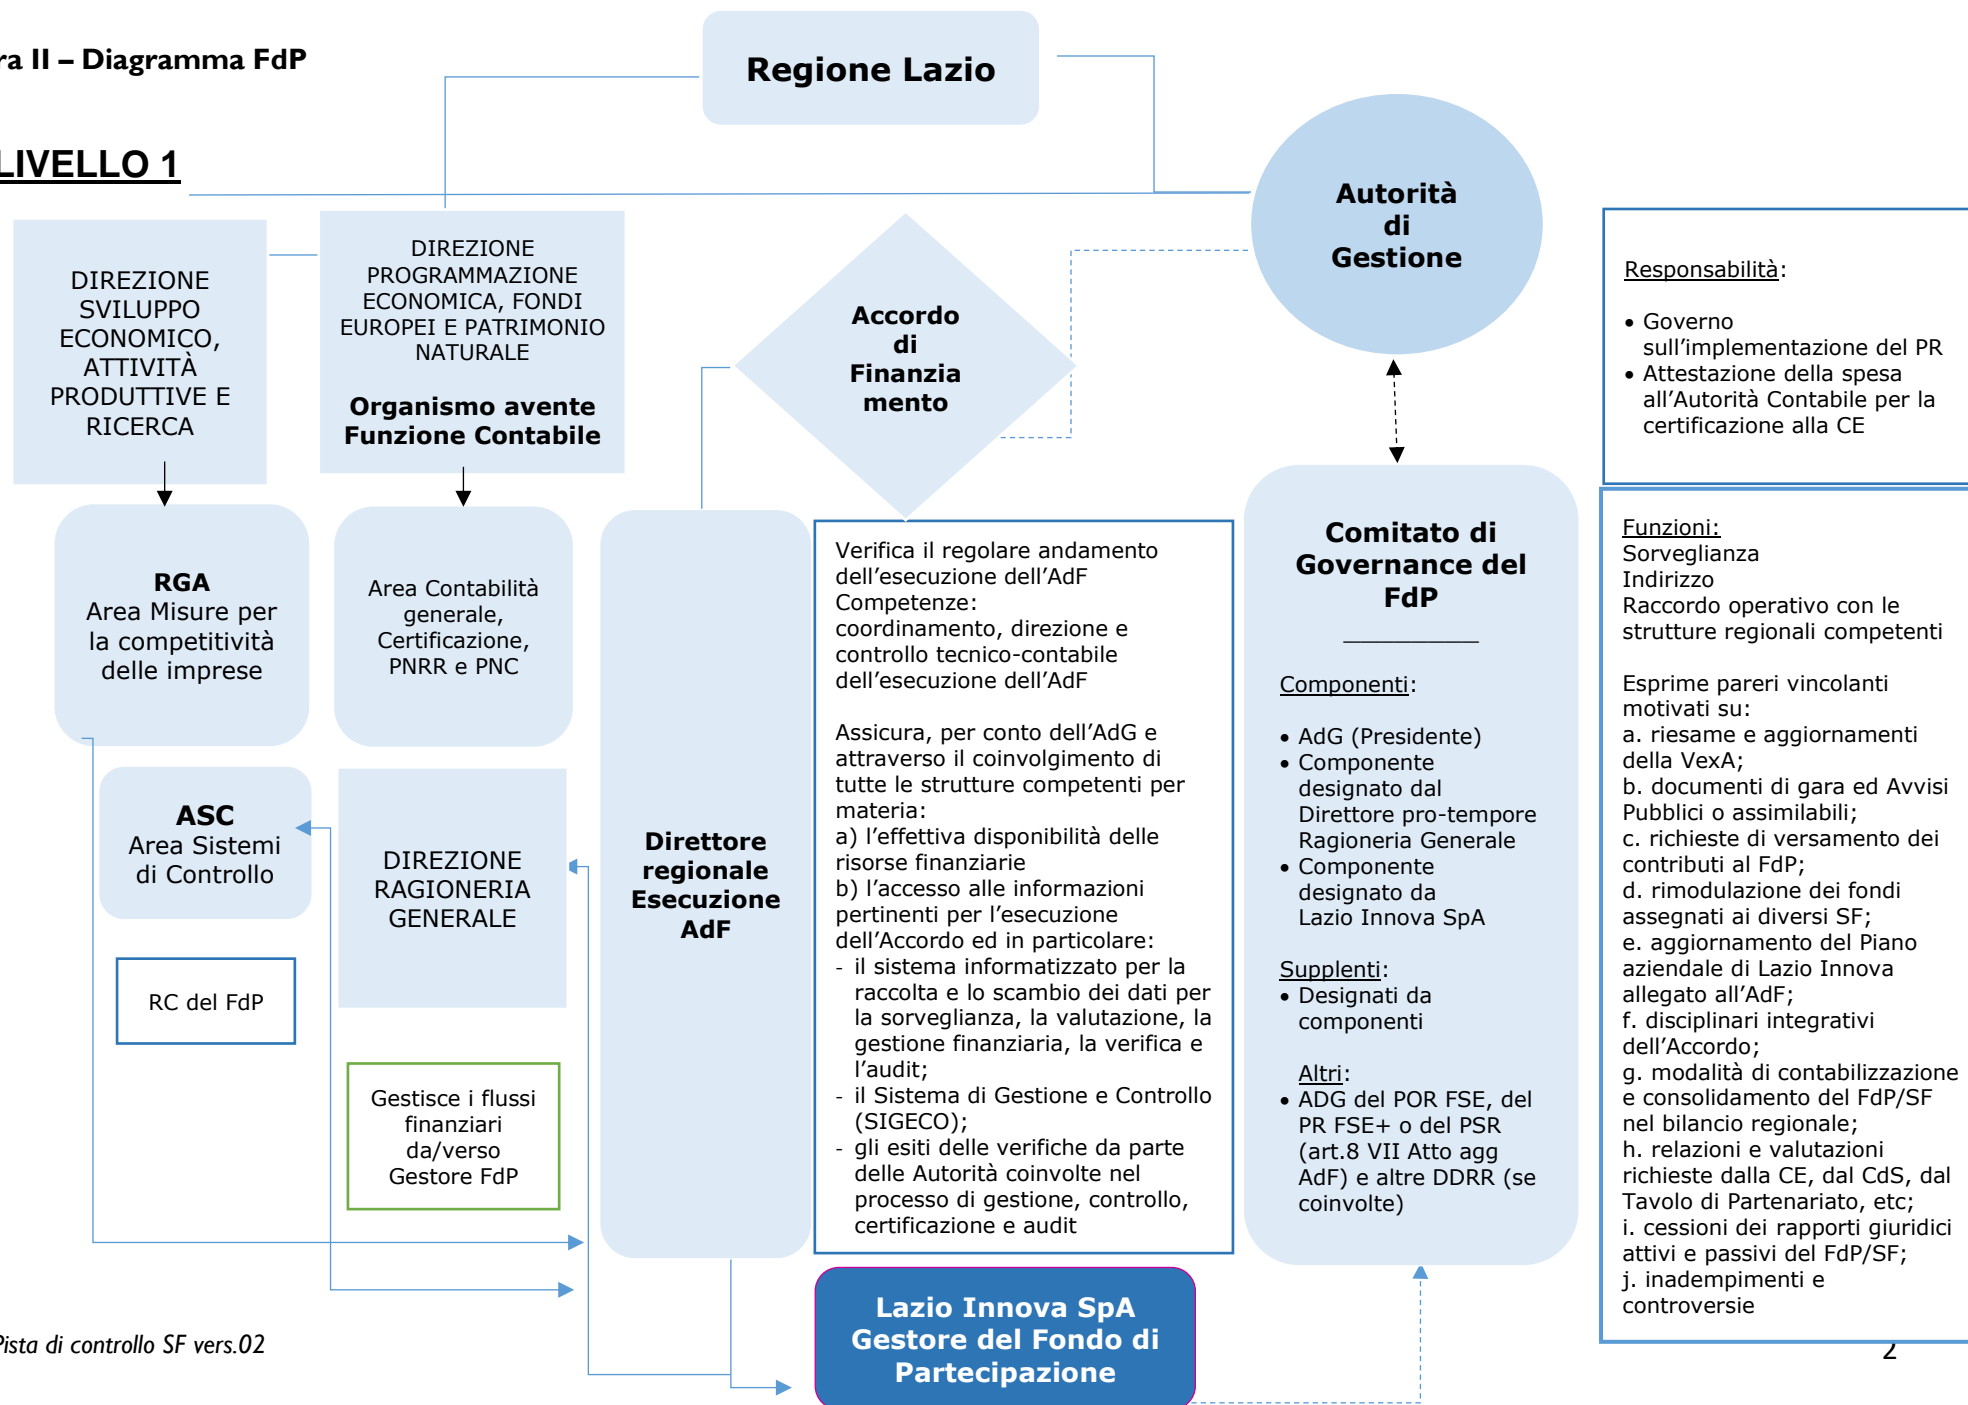 ra II – Diagramma FdP
Regione Lazio
LIVELLO 1
DIREZIONE
SVILUPPO
ECONOMICO,
ATTIVITÀ
PRODUTTIVE E
RICERCA
DIREZIONE
PROGRAMMAZIONE
ECONOMICA, FONDI
EUROPEI E PATRIMONIO
NATURALE
Organismo avente
Funzione Contabile
Accordo
di
Finanzia
mento
Autorità
di
Gestione
Responsabilità:
• Governo
sull’implementazione del PR
• Attestazione della spesa
all’Autorità Contabile per la
certificazione alla CE
RGA
Area Misure per
la competitività
delle imprese
Area Contabilità
generale,
Certificazione,
PNRR e PNC
ASC
Area Sistemi
di Controllo
DIREZIONE
RAGIONERIA
GENERALE
RC del FdP
Gestisce i flussi
finanziari
da/verso
Gestore FdP
Direttore
regionale
Esecuzione
AdF
Verifica il regolare andamento
dell’esecuzione dell’AdF
Competenze:
coordinamento, direzione e
controllo tecnico-contabile
dell’esecuzione dell’AdF
Assicura, per conto dell’AdG e
attraverso il coinvolgimento di
tutte le strutture competenti per
materia:
a) l’effettiva disponibilità delle
risorse finanziarie
b) l’accesso alle informazioni
pertinenti per l’esecuzione
dell’Accordo ed in particolare:
- il sistema informatizzato per la
raccolta e lo scambio dei dati per
la sorveglianza, la valutazione, la
gestione finanziaria, la verifica e
l’audit;
- il Sistema di Gestione e Controllo
(SIGECO);
- gli esiti delle verifiche da parte
delle Autorità coinvolte nel
processo di gestione, controllo,
certificazione e audit
Comitato di
Governance del
FdP
Componenti:
• AdG (Presidente)
• Componente
designato dal
Direttore pro-tempore
Ragioneria Generale
• Componente
designato da
Lazio Innova SpA
Supplenti:
• Designati da
componenti
Altri:
• ADG del POR FSE, del
PR FSE+ o del PSR
(art.8 VII Atto agg
AdF) e altre DDRR (se
coinvolte)
Funzioni:
Sorveglianza
Indirizzo
Raccordo operativo con le
strutture regionali competenti
Esprime pareri vincolanti
motivati su:
a. riesame e aggiornamenti
della VexA;
b. documenti di gara ed Avvisi
Pubblici o assimilabili;
c. richieste di versamento dei
contributi al FdP;
d. rimodulazione dei fondi
assegnati ai diversi SF;
e. aggiornamento del Piano
aziendale di Lazio Innova
allegato all’AdF;
f. disciplinari integrativi
dell’Accordo;
g. modalità di contabilizzazione
e consolidamento del FdP/SF
nel bilancio regionale;
h. relazioni e valutazioni
richieste dalla CE, dal CdS, dal
Tavolo di Partenariato, etc;
i. cessioni dei rapporti giuridici
attivi e passivi del FdP/SF;
j. inadempimenti e
controversie
Lazio Innova SpA
Gestore del Fondo di
Partecipazione
Pista di controllo SF vers.02
2